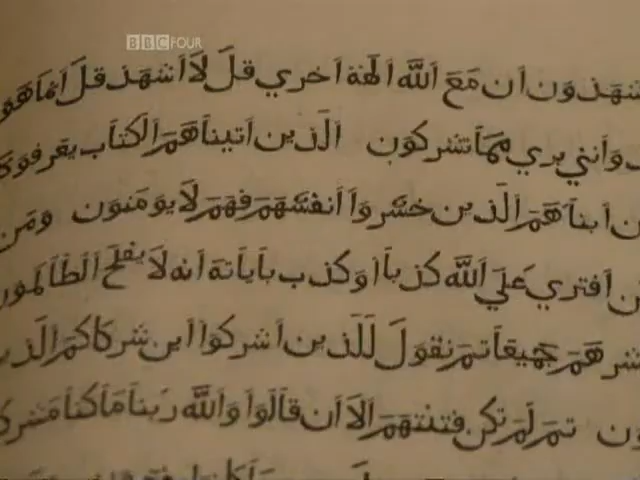 BBC FOUR
تشهدون ان مع الله الهة اخري قل لا اشهد قل انما هو
وانني بري مما تشركون الذين اتيناهم الكتاب يعرفونه
ابناهم الذين خسروا انفسهم فهم لا يومنون ومن
افتري علي الله كذبا او كذب باياته انه لا يفلح الظالمون
نحشرهم جميعا ثم نقول للذين اشركوا اين شركاكم الذين
ثم لم تكن فتنتهم الا ان قالوا والله ربنا ما كنا مشركين